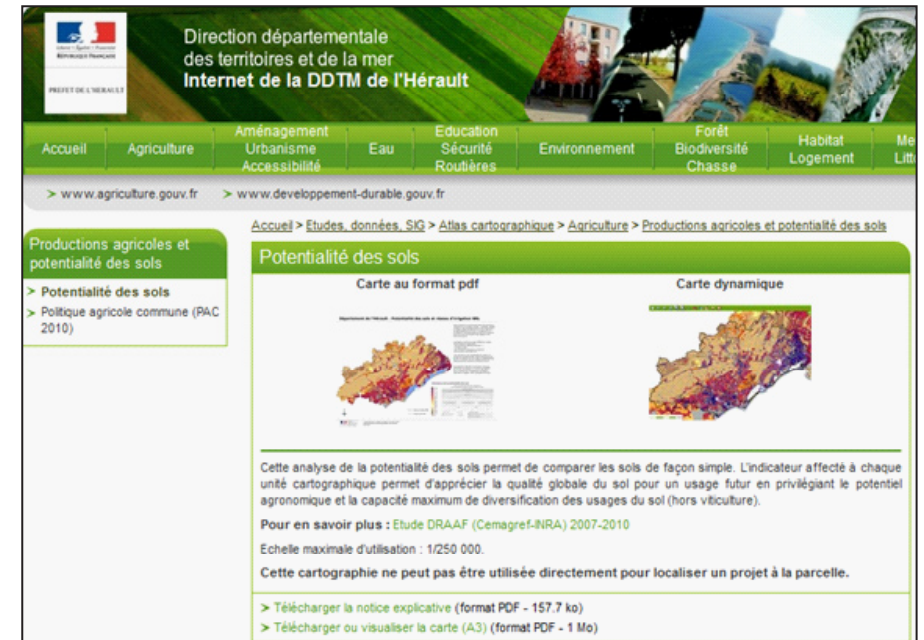 Direction départementale
des territoires et de la mer
Internet de la DDTM de l'Hérault
RÉPUBLIQUE FRANÇAISE
PREFET DE L'HERAULT
Accueil
Agriculture
Aménagement
Urbanisme
Accessibilité
Eau
Education
Sécurité
Routières
Environnement
Forêt
Biodiversité
Chasse
Habitat
Logement
Me
Litt
> www.agriculture.gouv.fr > www.developpement-durable.gouv.fr
Accueil > Etudes, données, SIG > Atlas cartographique > Agriculture > Productions agricoles et potentialité des sols
Productions agricoles et
potentialité des sols
> Potentialité des sols
> Politique agricole commune (PAC
2010)
Potentialité des sols
Carte au format pdf
Carte dynamique
Cette analyse de la potentialité des sols permet de comparer les sols de façon simple. L'indicateur affecté à chaque
unité cartographique permet d'apprécier la qualité globale du sol pour un usage futur en privilégiant le potentiel
agronomique et la capacité maximum de diversification des usages du sol (hors viticulture).
Pour en savoir plus : Etude DRAAF (Cemagref-INRA) 2007-2010
Echelle maximale d'utilisation : 1/250 000.
Cette cartographie ne peut pas être utilisée directement pour localiser un projet à la parcelle.
> Télécharger la notice explicative (format PDF - 157.7 ko)
> Télécharger ou visualiser la carte (A3) (format PDF - 1 Mo)